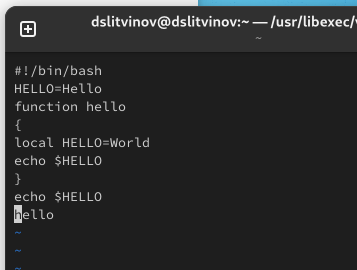 dslitvinov@dslitvinov:~ — /usr/libexec/
~
#!/bin/bash
HELLO=Hello
function hello
{
local HELLO=World
echo $HELLO
}
echo $HELLO
hello
~
~
~